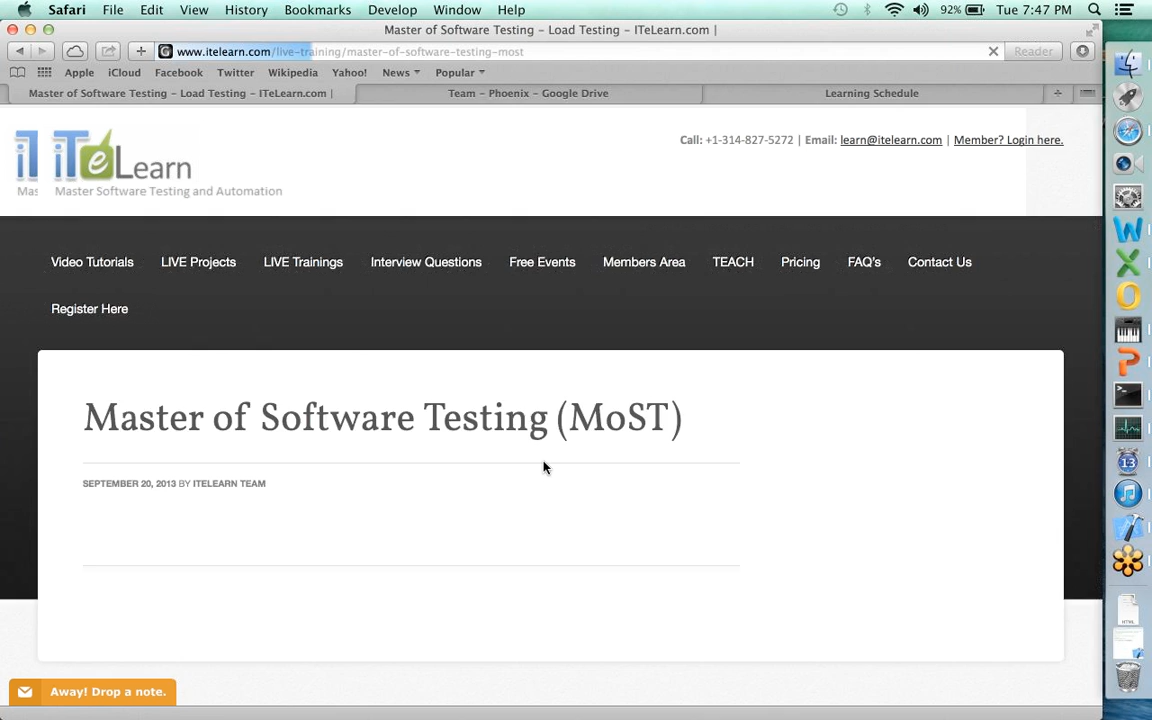 Safari File Edit View History Bookmarks Develop Window Help 92% Tue 7:47 PM
Master of Software Testing – Load Testing – ITeLearn.com |
www.itelearn.com/live-training/master-of-software-testing-most Reader
Apple iCloud Facebook Twitter Wikipedia Yahoo! News Popular
Master of Software Testing – Load Testing – ITeLearn.com | Team – Phoenix – Google Drive Learning Schedule
Call: +1-314-827-5272 | Email: learn@itelearn.com | Member? Login here.
iTeLearn
Mas Master Software Testing and Automation
Video Tutorials LIVE Projects LIVE Trainings Interview Questions Free Events Members Area TEACH Pricing FAQ's Contact Us
Register Here
Master of Software Testing (MoST)
SEPTEMBER 20, 2013 BY ITELEARN TEAM
Away! Drop a note.